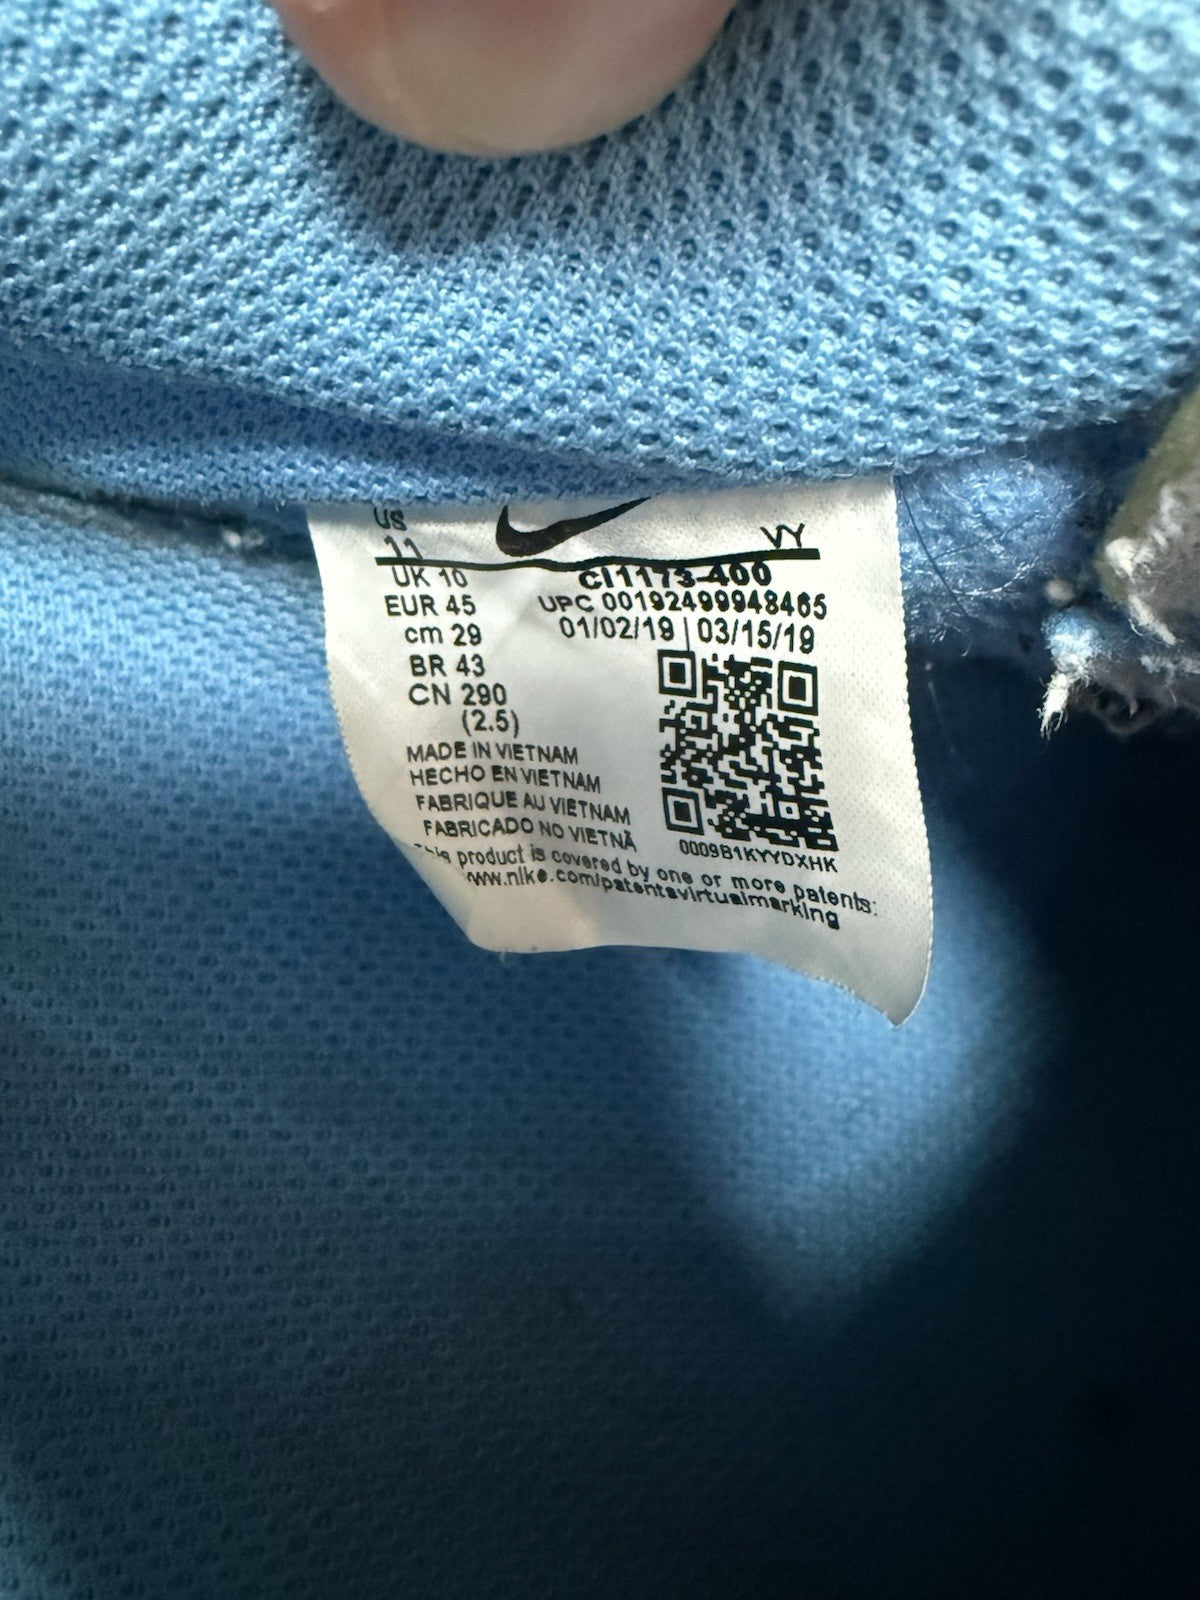 US
11
VY
UK 10
CI1173-400
EUR 45
UPC 00192499948465
cm 29
01/02/19 | 03/15/19
BR 43
CN 290
(2.5)
MADE IN VIETNAM
HECHO EN VIETNAM
FABRIQUE AU VIETNAM
FABRICADO NO VIETNÃ
0009B1KYYDXHK
This product is covered by one or more patents:
www.nike.com/patentsvirtualmarking